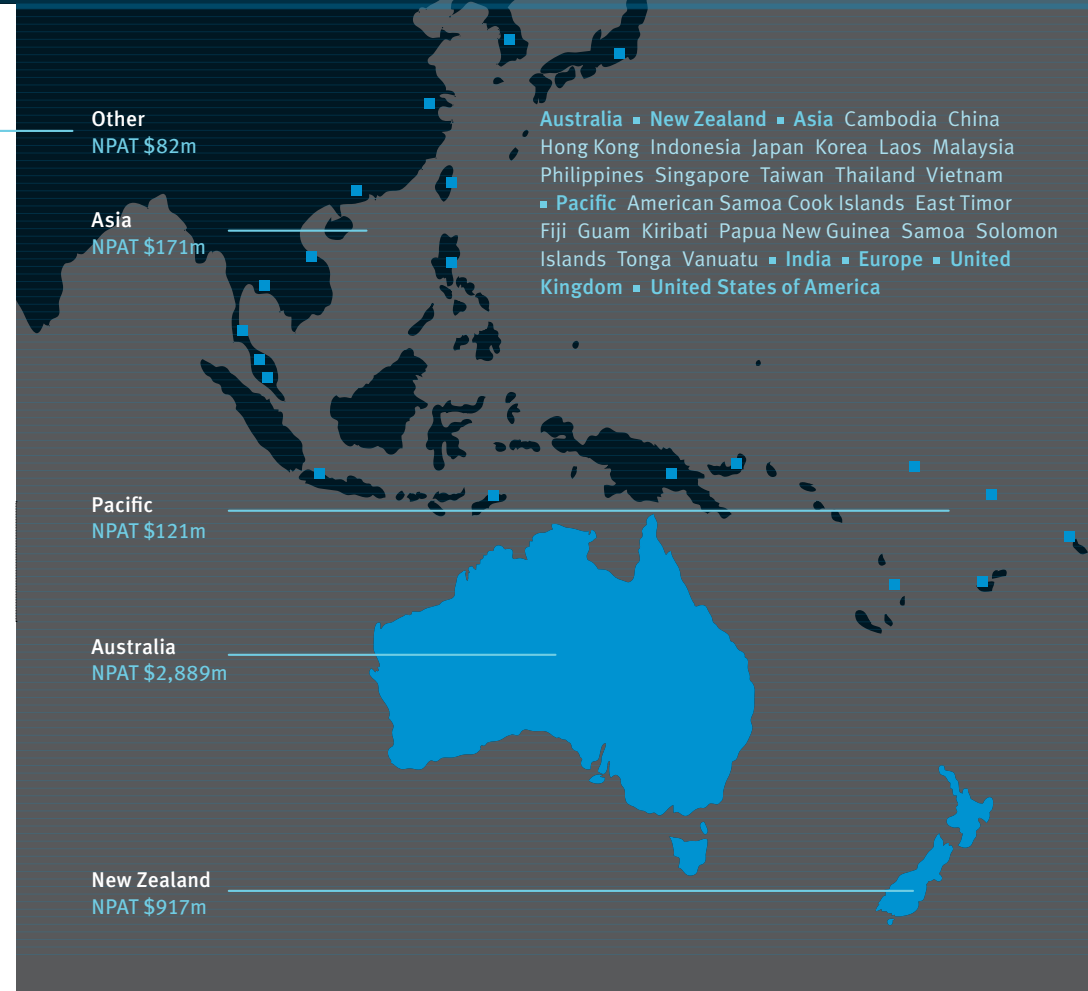 Other
NPAT $82m
Asia
NPAT $171m
Australia ▪ New Zealand ▪ Asia Cambodia China
Hong Kong Indonesia Japan Korea Laos Malaysia
Philippines Singapore Taiwan Thailand Vietnam
▪ Pacific American Samoa Cook Islands East Timor
Fiji Guam Kiribati Papua New Guinea Samoa Solomon
Islands Tonga Vanuatu ▪ India ▪ Europe ▪ United
Kingdom ▪ United States of America
Pacific
NPAT $121m
Australia
NPAT $2,889m
New Zealand
NPAT $917m